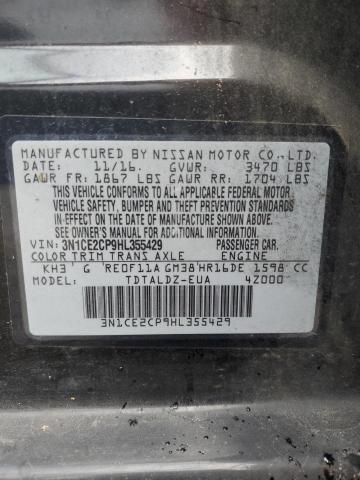 MANUFACTURED BY NISSAN MOTOR CO.,LTD.
DATE: 11/16. GVWR: 3470 LBS
GAWR FR: 1867 LBS GAWR RR: 1704 LBS
THIS VEHICLE CONFORMS TO ALL APPLICABLE FEDERAL MOTOR
VEHICLE SAFETY, BUMPER, AND THEFT PREVENTION STANDARDS
IN EFFECT ON THE DATE OF MANUFACTURE SHOWN ABOVE.
SEE OWNER'S MANUAL FOR ADDITIONAL INFORMATION.
VIN: 3N1CE2CP9HL355429 PASSENGER CAR.
COLOR TRIM TRANS AXLE ENGINE
KH3 G RE0F11A GM38 HR16DE 1598 CC
MODEL: TDTALDZ-EUA 4Z000
3N1CE2CP9HL355429